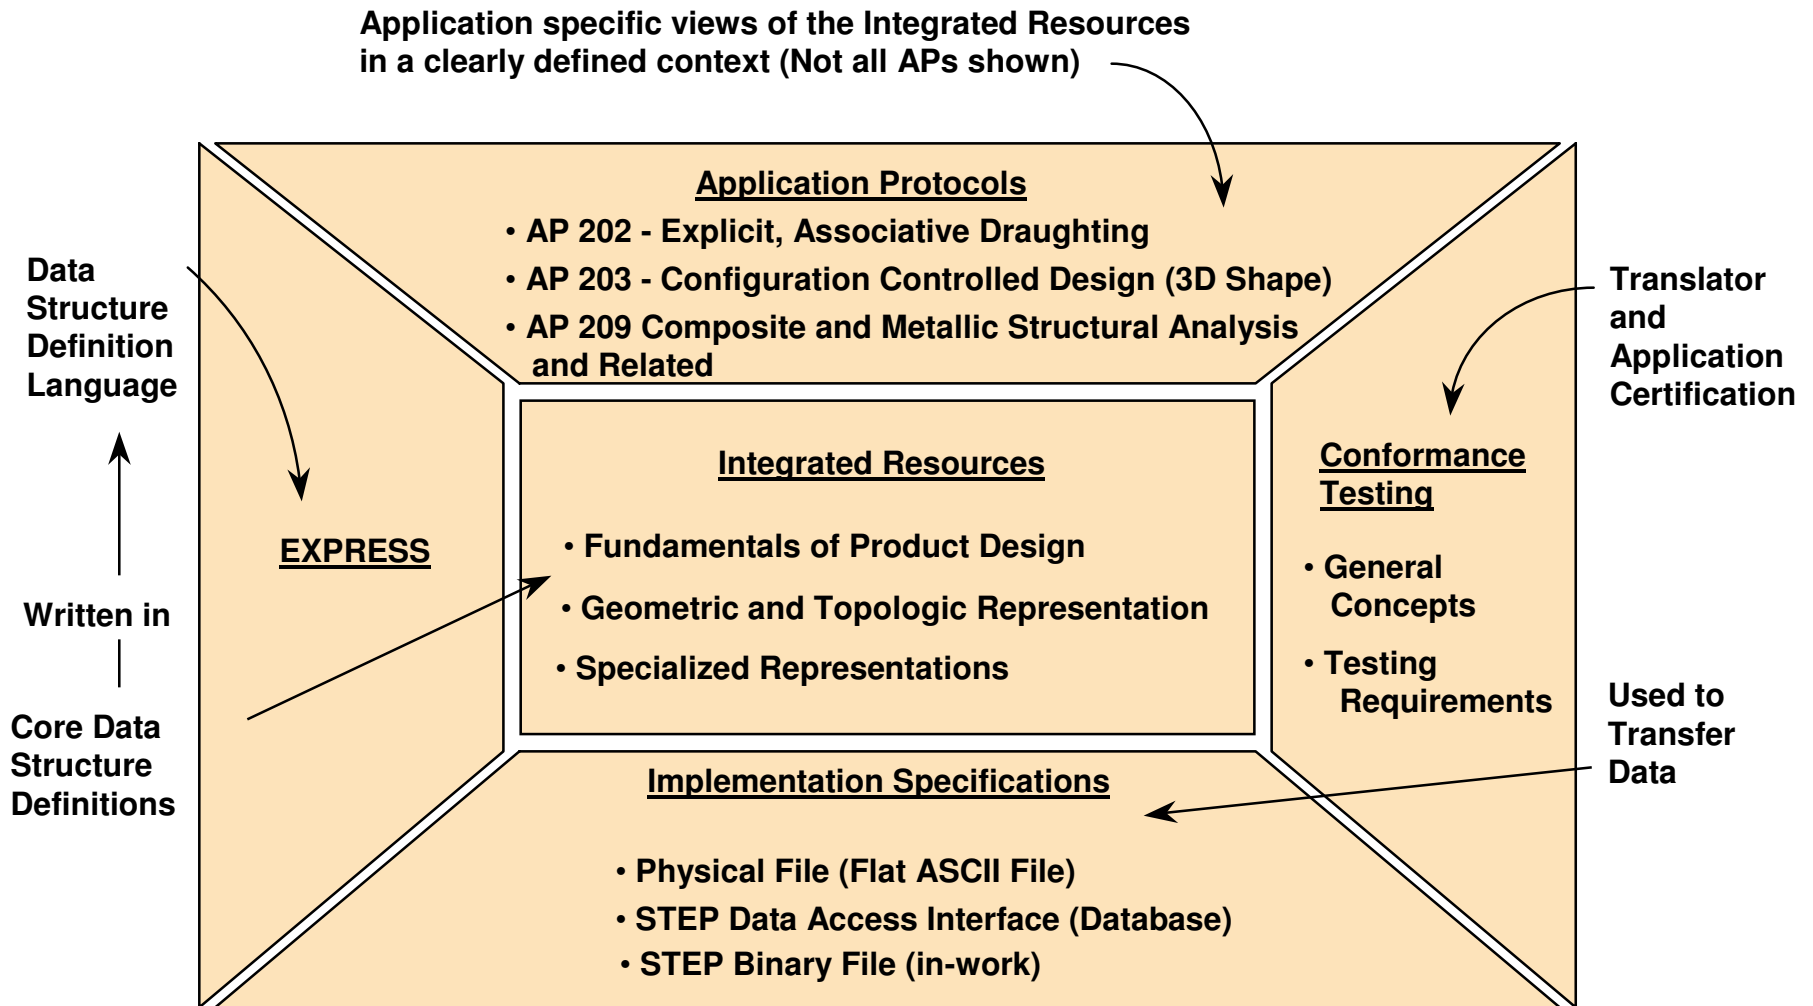 Application specific views of the Integrated Resources
in a clearly defined context (Not all APs shown)
Application Protocols
• AP 202 - Explicit, Associative Draughting
• AP 203 - Configuration Controlled Design (3D Shape)
• AP 209 Composite and Metallic Structural Analysis
and Related
Data
Structure
Definition
Language
Written in
Core Data
Structure
Definitions
EXPRESS
Integrated Resources
• Fundamentals of Product Design
• Geometric and Topologic Representation
• Specialized Representations
Translator
and
Application
Certification
Conformance
Testing
• General
Concepts
• Testing
Requirements
Used to
Transfer
Data
Implementation Specifications
• Physical File (Flat ASCII File)
• STEP Data Access Interface (Database)
• STEP Binary File (in-work)